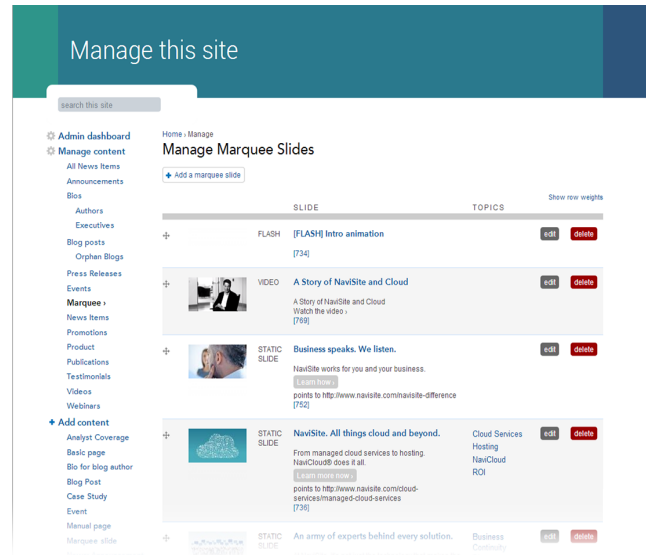 Manage this site
search this site
Admin dashboard
Manage content
All News Items
Announcements
Bios
Authors
Executives
Blog posts
Orphan Blogs
Press Releases
Events
Marquee ›
News Items
Promotions
Product
Publications
Testimonials
Videos
Webinars
Add content
Analyst Coverage
Basic page
Bio for blog author
Blog Post
Case Study
Event
Manual page
Marquee slide
Home › Manage
Manage Marquee Slides
Add a marquee slide
Show row weights
SLIDE TOPICS
FLASH [FLASH] Intro animation edit delete
[734]
VIDEO A Story of NaviSite and Cloud edit delete
A Story of NaviSite and Cloud
Watch the video ›
[769]
STATIC SLIDE Business speaks. We listen. edit delete
NaviSite works for you and your business.
Learn how ›
points to http://www.navisite.com/navisite-difference
[752]
STATIC SLIDE NaviSite. All things cloud and beyond. edit delete
From managed cloud services to hosting.
NaviCloud® does it all.
Learn more now ›
points to http://www.navisite.com/cloud-
services/managed-cloud-services
[736]
Cloud Services
Hosting
NaviCloud
ROI
STATIC SLIDE An army of experts behind every solution. edit delete
Business
Continuity